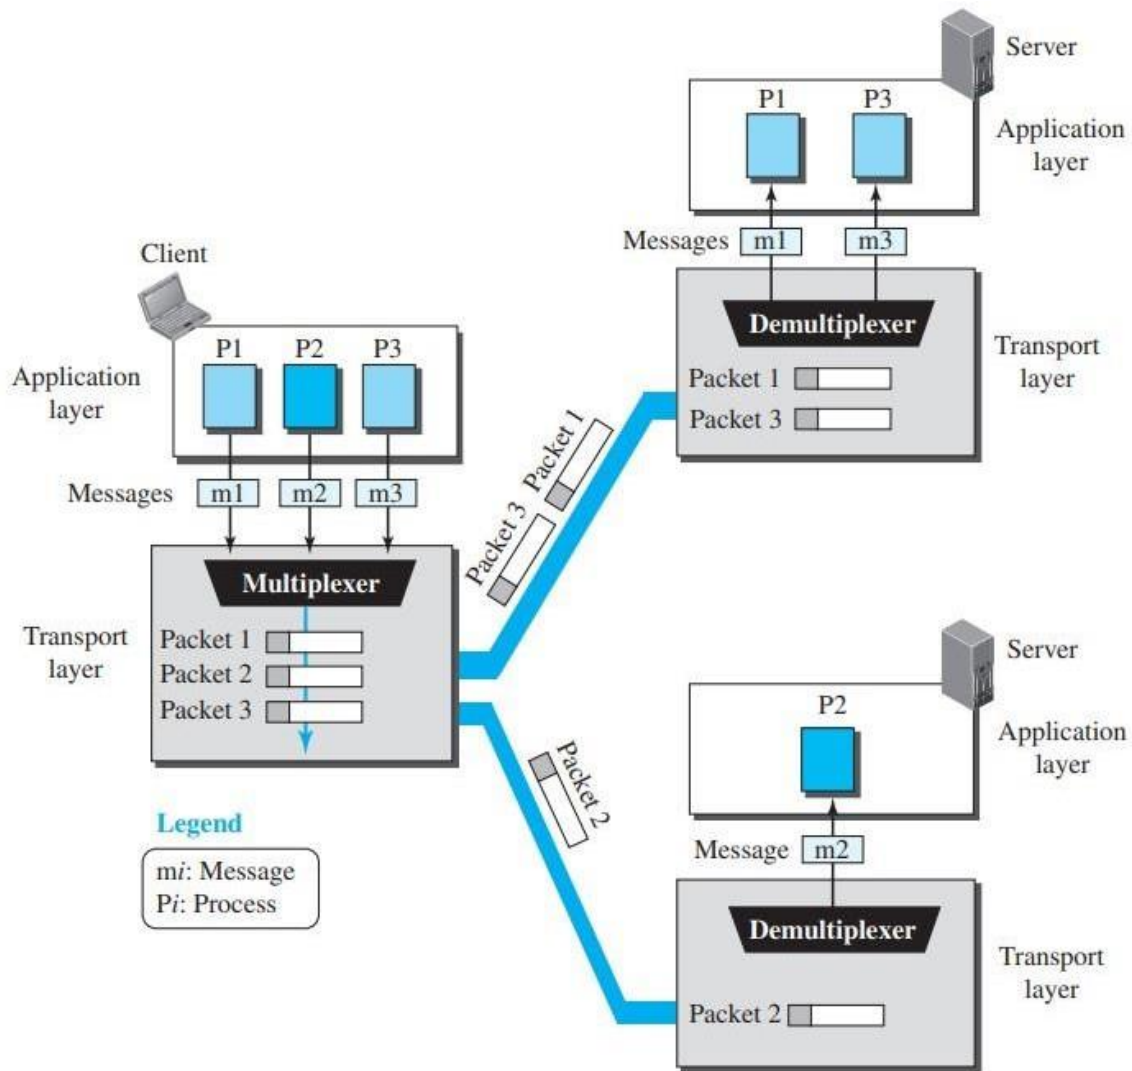 Server
P1 P3
Application
layer
Messages m1 m3
Demultiplexer
Transport
layer
Packet 1
Packet 3
Client
P1 P2 P3
Application
layer
Messages m1 m2 m3
Multiplexer
Transport
layer
Packet 1
Packet 2
Packet 3
Packet 1
Packet 3
Packet 2
Server
P2
Application
layer
Message m2
Demultiplexer
Transport
layer
Packet 2
Legend
mi: Message
Pi: Process